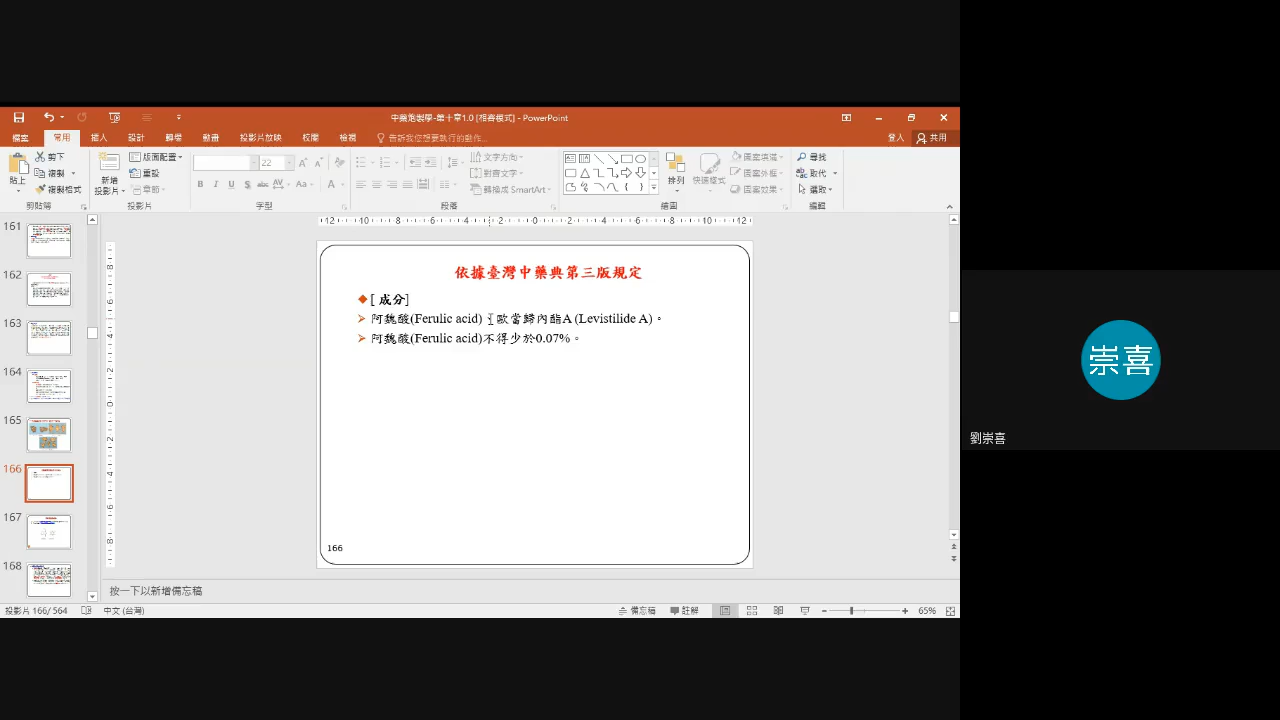 中藥炮製學-第十章1.0 [相容模式] - PowerPoint
檔案 常用 插入 設計 轉場 動畫 投影片放映 校閱 檢視 告訴我您想要執行的動作... 登入 共用
貼上 剪下 複製 複製格式 剪貼簿
新增投影片 版面配置 重設 章節 投影片
22
B I U S abc AV Aa A 字型
文字方向 對齊文字 轉換成 SmartArt 段落
排列 快速樣式 圖案填滿 圖案外框 圖案效果 繪圖
尋找 取代 選取 編輯
161
162
163
164
165
166
167
168
依據臺灣中藥典第三版規定
[ 成分]
阿魏酸(Ferulic acid)
歐當歸內酯A (Levistilide A)。
阿魏酸(Ferulic acid)不得少於0.07%。
166
按一下以新增備忘稿
投影片 166/ 564 中文 (台灣) 備忘稿 註解 65%
崇喜
劉崇喜